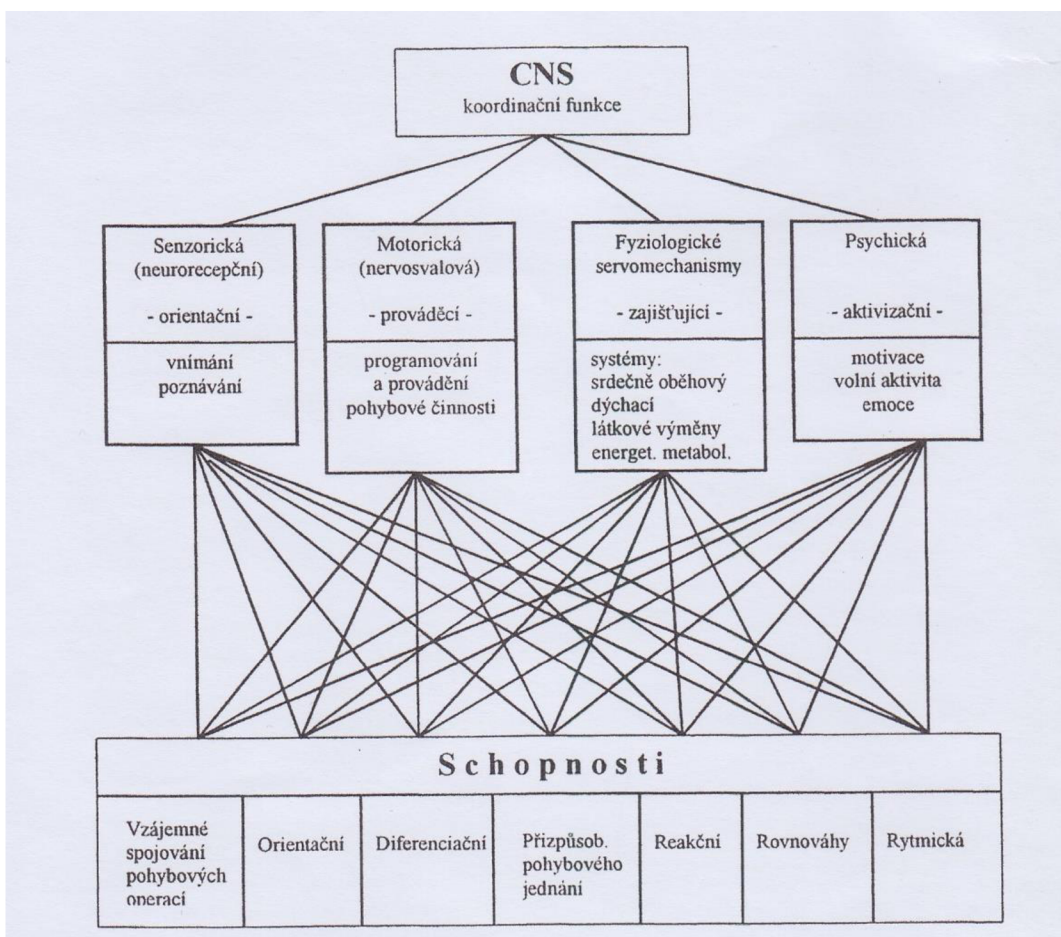 CNS
koordinační funkce
Senzorická
(neurorecepční)
- orientační -
vnímání
poznávání
Motorická
(nervosvalová)
- prováděcí -
programování
a provádění
pohybové činnosti
Fyziologické
servomechanismy
- zajišťující -
systémy:
srdečně oběhový
dýchací
látkové výměny
energet. metabol.
Psychická
- aktivizační -
motivace
volní aktivita
emoce
Schopnosti
Vzájemné
spojování
pohybových
operací
Orientační
Diferenciační
Přizpůsob.
pohybového
jednání
Reakční
Rovnováhy
Rytmická